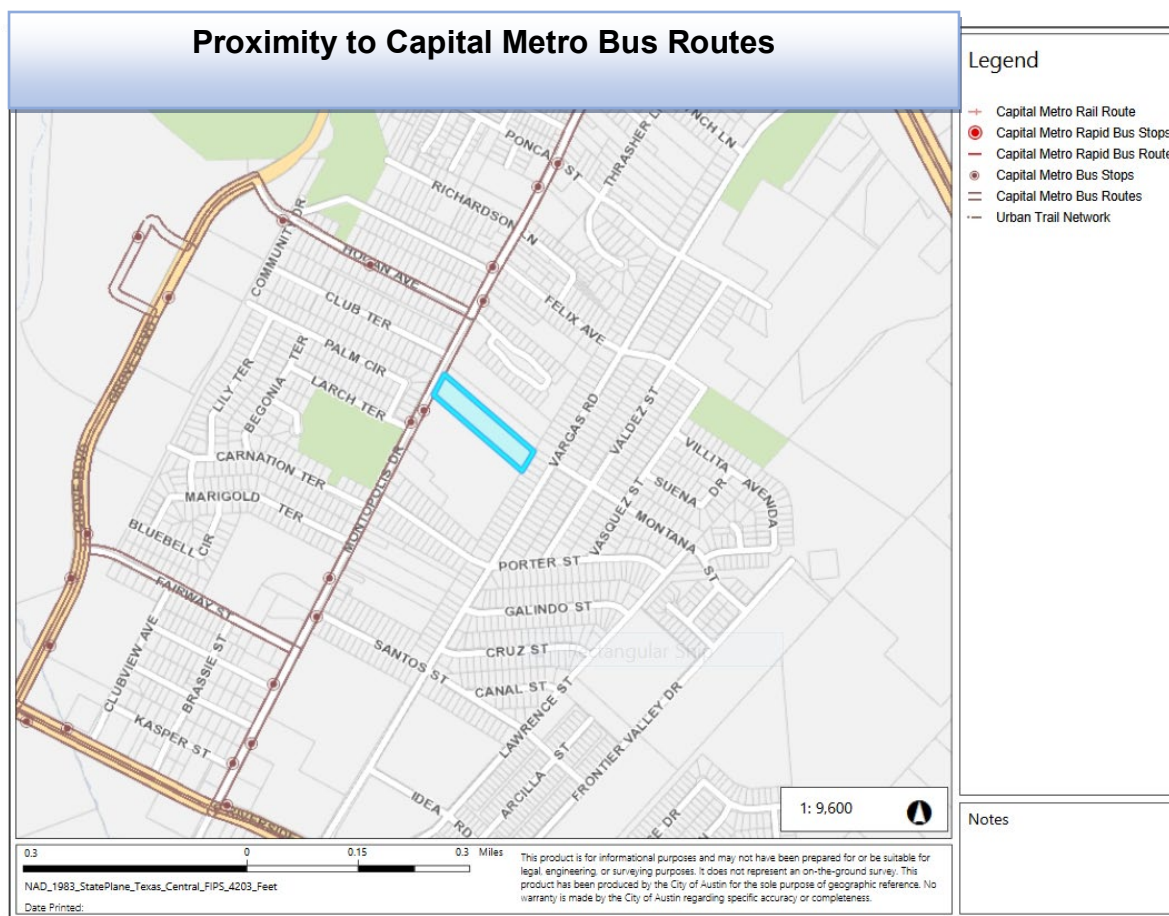 Proximity to Capital Metro Bus Routes
Legend
Capital Metro Rail Route
Capital Metro Rapid Bus Stops
Capital Metro Rapid Bus Route
Capital Metro Bus Stops
Capital Metro Bus Routes
Urban Trail Network
PONCA ST
THRASHER L
NCH LN
RICHARDSON LN
COMMUNITY DR
HOGAN AVE
CLUB TER
FELIX AVE
PALM CIR
LILY TER
BEGONIA TER
LARCH TER
GROVE BLVD
VARGAS RD
VALDEZ ST
VILLITA AVENIDA
SUENA DR
CARNATION TER
MONTOPOLIS DR
VASQUEZ ST
MARIGOLD TER
MONTANA ST
BLUEBELL CIR
GROVE BLVD
PORTER ST
FAIRWAY ST
GALINDO ST
CLUBVIEW AVE
BRASSIE ST
SANTOS ST
CRUZ ST
CANAL ST
KASPER ST
LAWRENCE ST
FRONTIER VALLEY DR
ARCILLA ST
IDEA RD
E DR
1: 9,600
Notes
0.3 0 0.15 0.3 Miles
NAD_1983_StatePlane_Texas_Central_FIPS_4203_Feet
Date Printed:
This product is for informational purposes and may not have been prepared for or be suitable for
legal, engineering, or surveying purposes. It does not represent an on-the-ground survey. This
product has been produced by the City of Austin for the sole purpose of geographic reference. No
warranty is made by the City of Austin regarding specific accuracy or completeness.